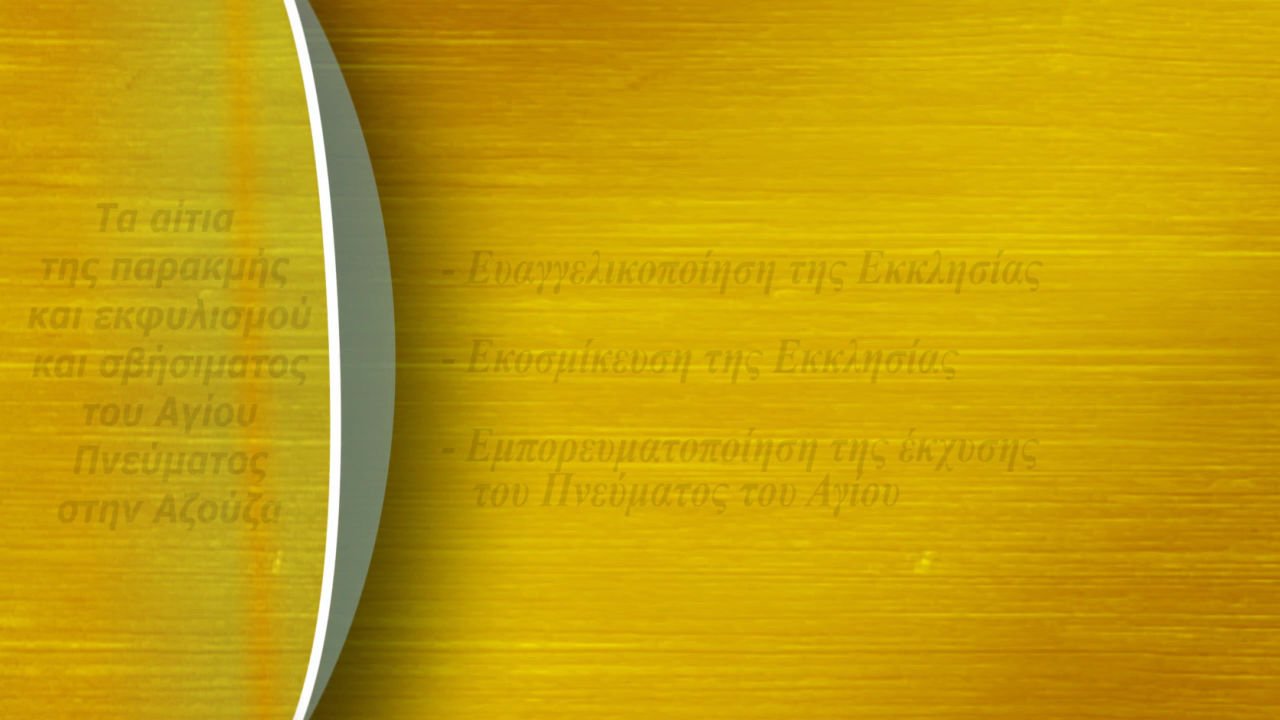 Τα αίτια
της παρακμής
και εκφυλισμού
και σβήσιματος
του Αγίου
Πνεύματος
στην Αζούζα
- Ευαγγελικοποίηση της Εκκλησίας
- Εκοσμίκευση της Εκκλησίας
- Εμπορευματοποίηση της έκχυσης
του Πνεύματος του Αγίου